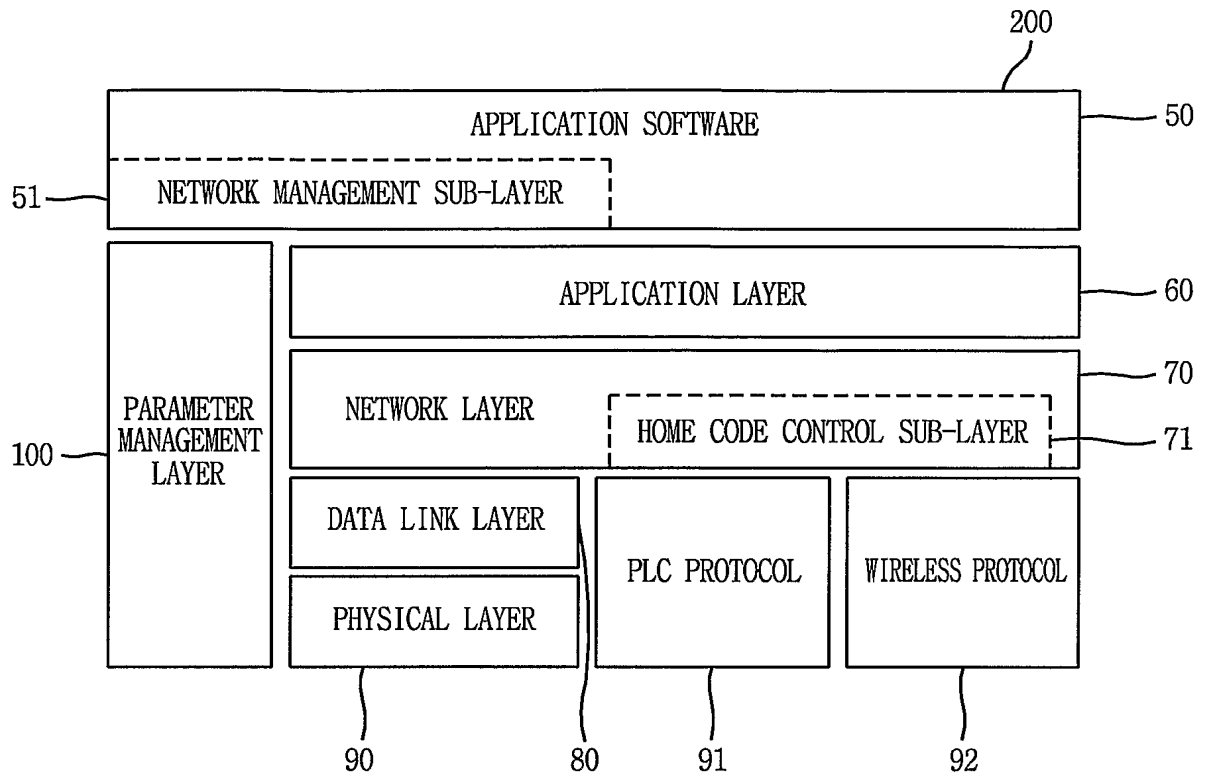 200
APPLICATION SOFTWARE
50
51
NETWORK MANAGEMENT SUB-LAYER
APPLICATION LAYER
60
PARAMETER
MANAGEMENT
LAYER
100
NETWORK LAYER
70
HOME CODE CONTROL SUB-LAYER
71
DATA LINK LAYER
PLC PROTOCOL
WIRELESS PROTOCOL
PHYSICAL LAYER
90
80
91
92